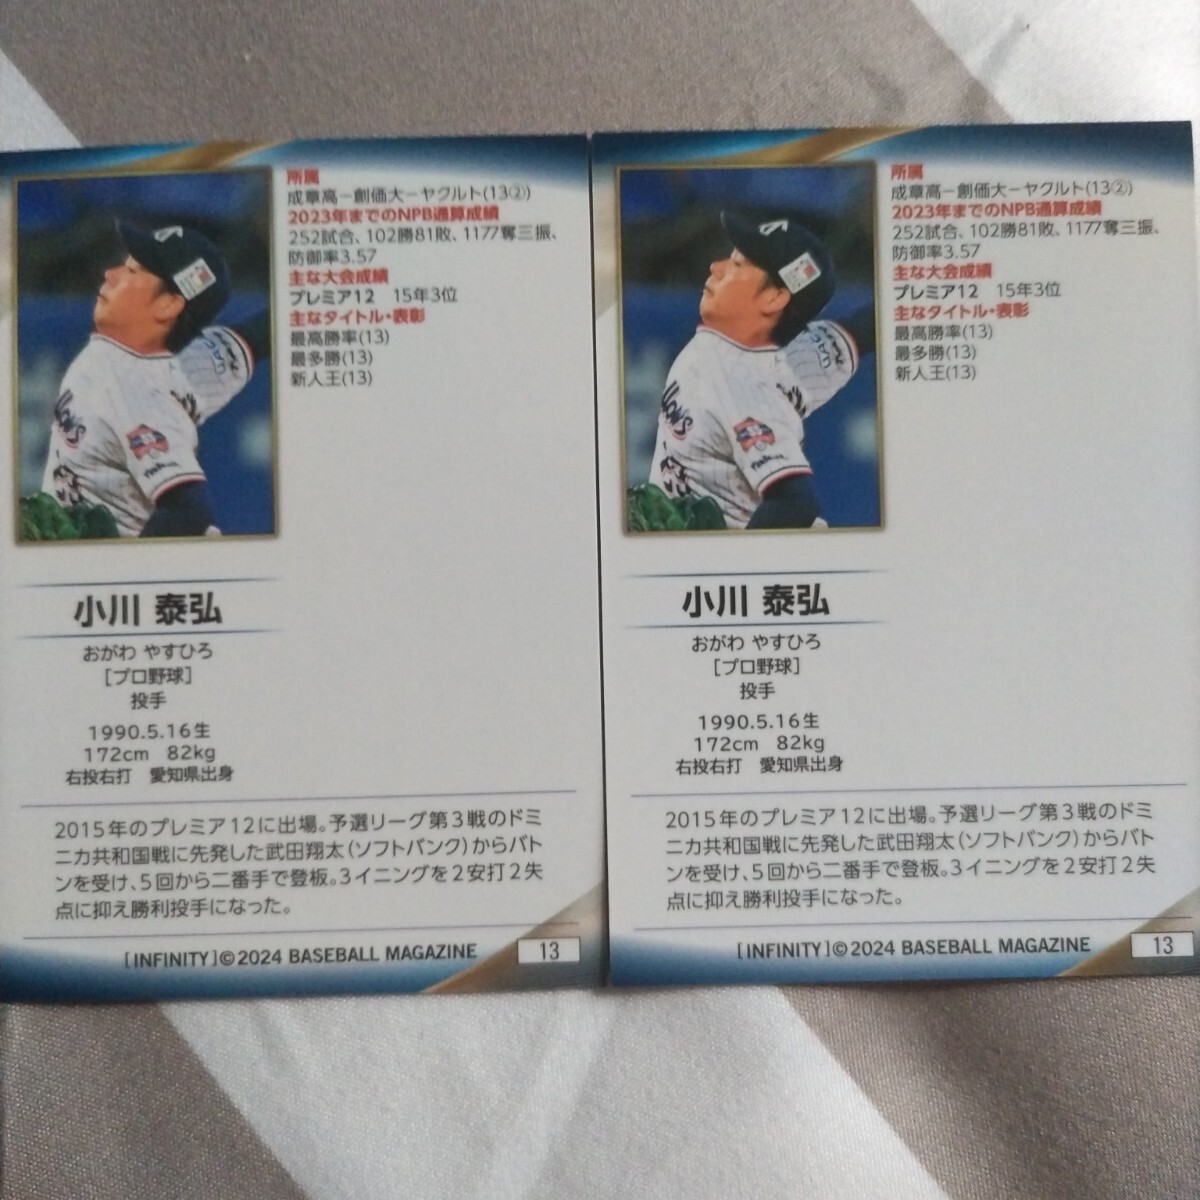 所属
成章高－創価大－ヤクルト(13②)
2023年までのNPB通算成績
252試合、102勝81敗、1177奪三振、
防御率3.57
主な大会成績
プレミア12　15年3位
主なタイトル・表彰
最高勝率(13)
最多勝(13)
新人王(13)
小川 泰弘
おがわ やすひろ
[プロ野球]
投手
1990.5.16生
172cm　82kg
右投右打　愛知県出身
2015年のプレミア12に出場。予選リーグ第3戦のドミ
ニカ共和国戦に先発した武田翔太(ソフトバンク)からバト
ンを受け、5回から二番手で登板。3イニングを2安打2失
点に抑え勝利投手になった。
[INFINITY]©2024 BASEBALL MAGAZINE
13
所属
成章高－創価大－ヤクルト(13②)
2023年までのNPB通算成績
252試合、102勝81敗、1177奪三振、
防御率3.57
主な大会成績
プレミア12　15年3位
主なタイトル・表彰
最高勝率(13)
最多勝(13)
新人王(13)
小川 泰弘
おがわ やすひろ
[プロ野球]
投手
1990.5.16生
172cm　82kg
右投右打　愛知県出身
2015年のプレミア12に出場。予選リーグ第3戦のドミ
ニカ共和国戦に先発した武田翔太(ソフトバンク)からバト
ンを受け、5回から二番手で登板。3イニングを2安打2失
点に抑え勝利投手になった。
[INFINITY]©2024 BASEBALL MAGAZINE
13